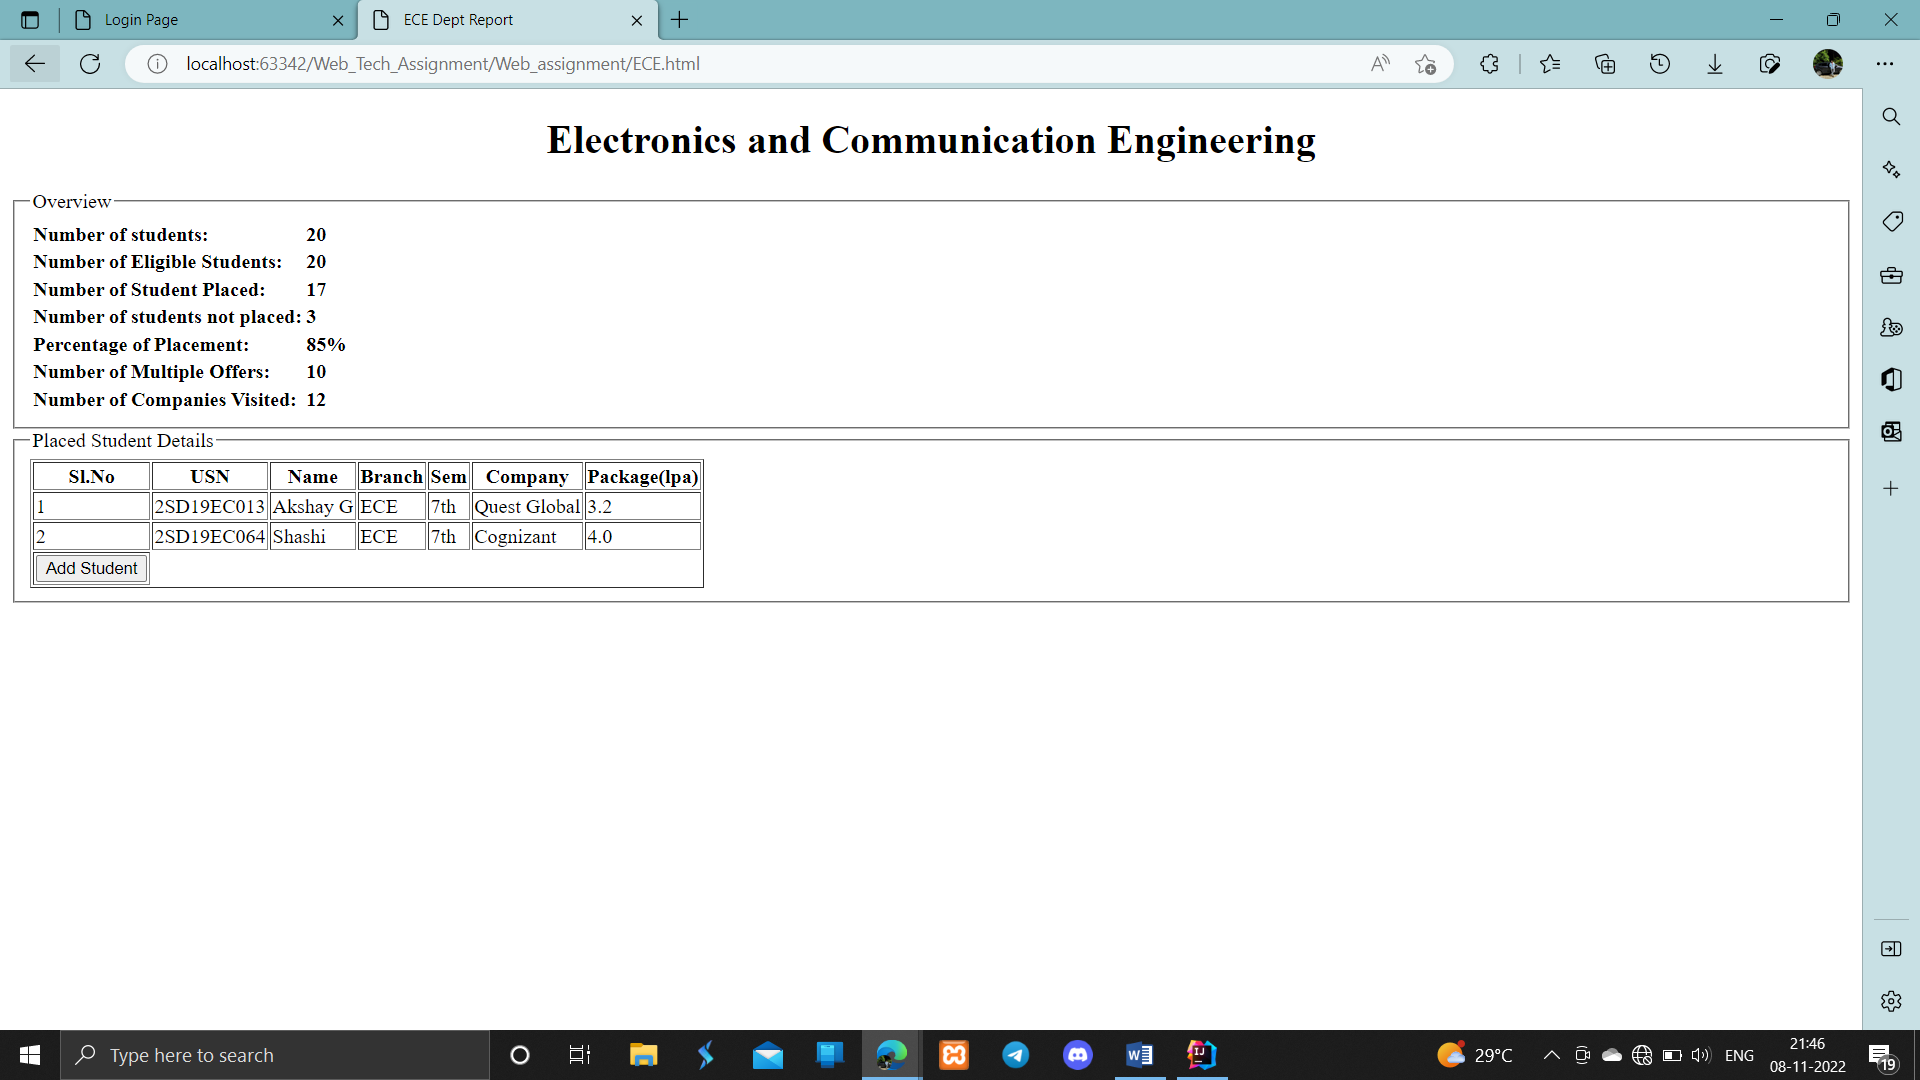 Login Page
ECE Dept Report
localhost:63342/Web_Tech_Assignment/Web_assignment/ECE.html
Electronics and Communication Engineering
Overview
Number of students: 20
Number of Eligible Students: 20
Number of Student Placed: 17
Number of students not placed: 3
Percentage of Placement: 85%
Number of Multiple Offers: 10
Number of Companies Visited: 12
Placed Student Details
Sl.No USN Name Branch Sem Company Package(lpa)
1 2SD19EC013 Akshay G ECE 7th Quest Global 3.2
2 2SD19EC064 Shashi ECE 7th Cognizant 4.0
Add Student
Type here to search
29°C
ENG
21:46
08-11-2022
19